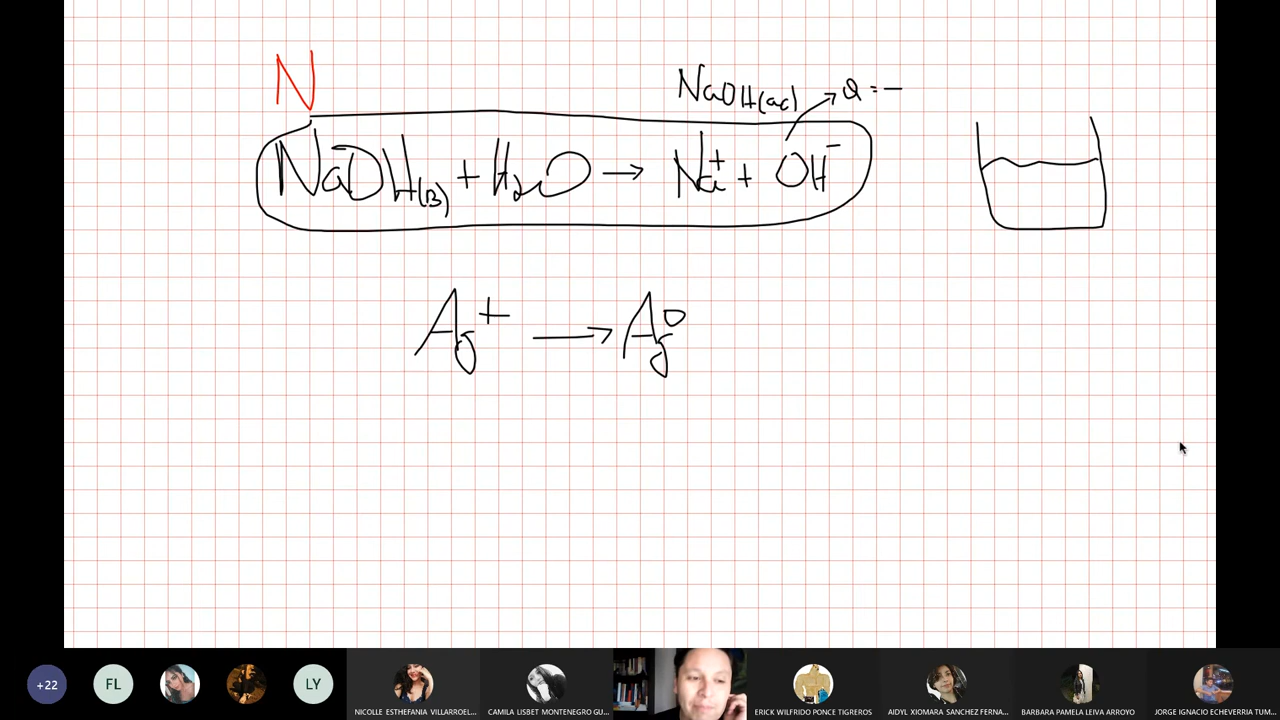 N
NaOH(ac) → Q = −
NaOH(B) + H₂O → Na⁺ + OH⁻
Ag⁺ → Ag⁰
+22
FL
LY
NICOLLE ESTHEFANIA VILLARROEL...
CAMILA LISBET MONTENEGRO GU...
ERICK WILFRIDO PONCE TIGREROS
AIDYL XIOMARA SANCHEZ FERNA...
BARBARA PAMELA LEIVA ARROYO
JORGE IGNACIO ECHEVERRIA TUM...